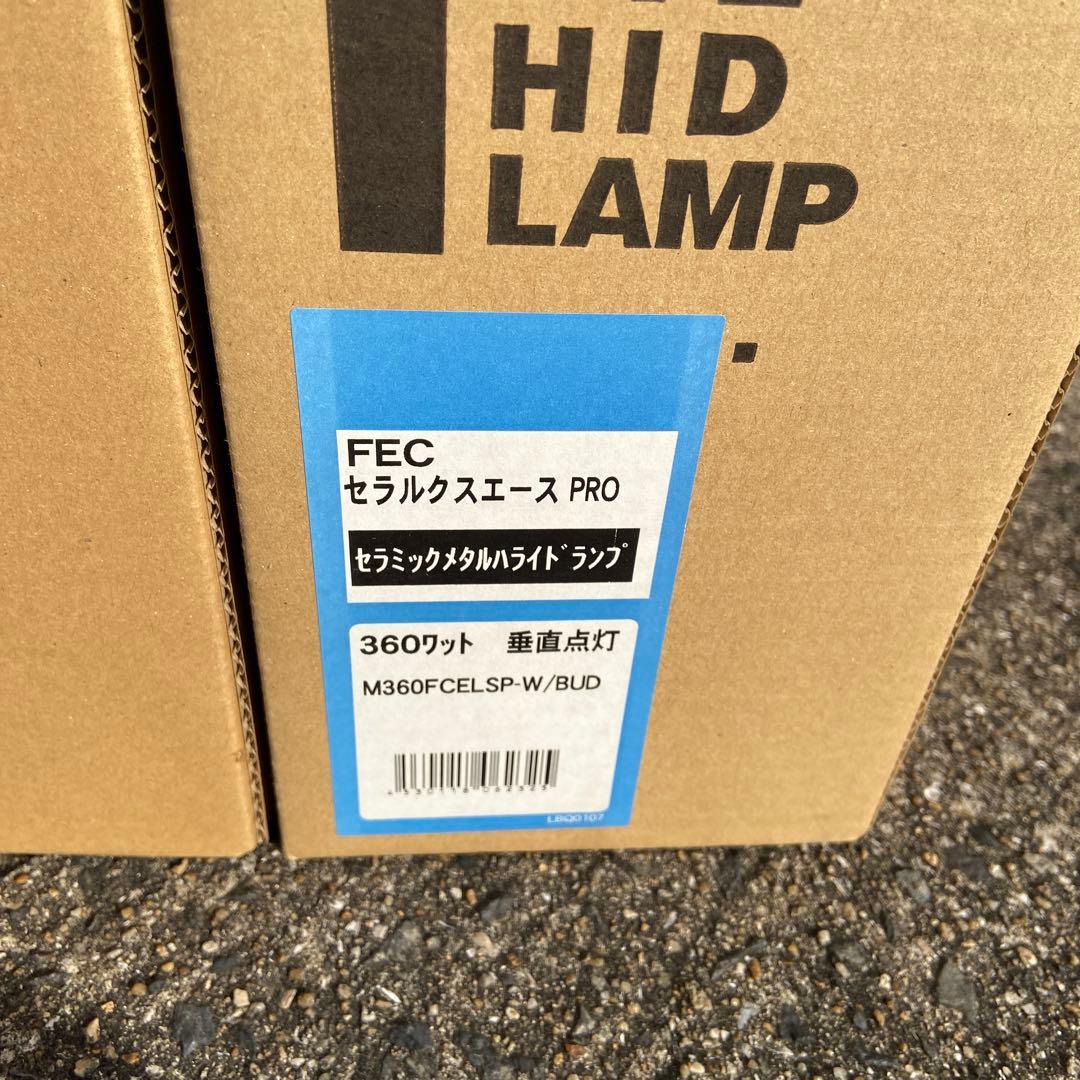 HID
LAMP
FEC
セラルクスエース PRO
セラミックメタルハライドランプ
360ワット 垂直点灯
M360FCELSP-W/BUD
LBQ0107